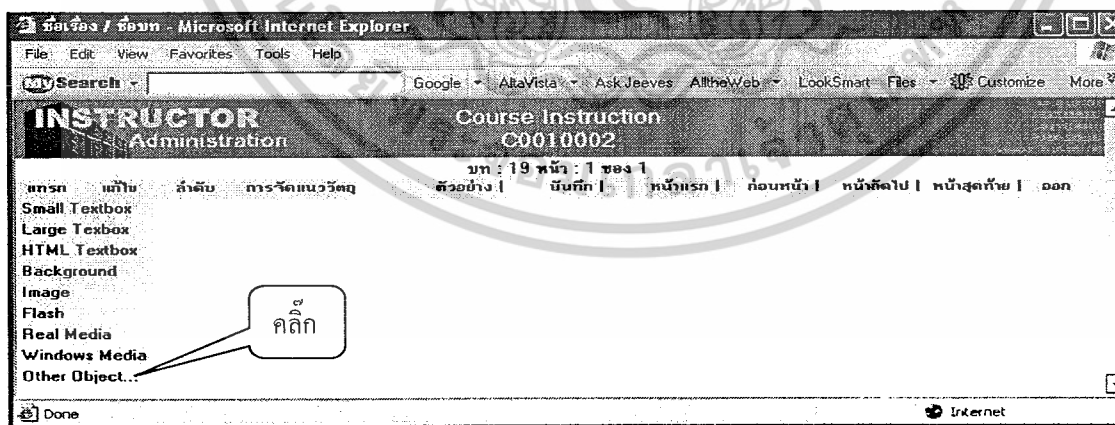 ชื่อเรื่อง / ชื่อบท - Microsoft Internet Explorer
File Edit View Favorites Tools Help
Search Google AltaVista Ask Jeeves AlltheWeb LookSmart Files Customize More
INSTRUCTOR Course Instruction
Administration C0010002
บท : 19 หน้า : 1 ของ 1
แทรก แก้ไข ลำดับ การจัดแนววัตถุ ตัวอย่าง | บันทึก | หน้าแรก | ก่อนหน้า | หน้าถัดไป | หน้าสุดท้าย | ออก
Small Textbox
Large Texbox
HTML Textbox
Background
Image
Flash
คลิ๊ก
Real Media
Windows Media
Other Object...
Done Internet